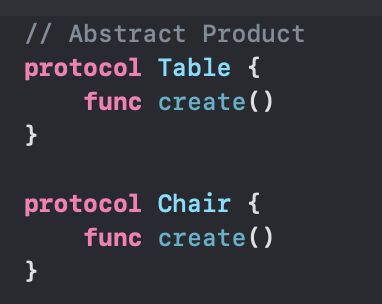 // Abstract Product
protocol Table {
    func create()
}

protocol Chair {
    func create()
}